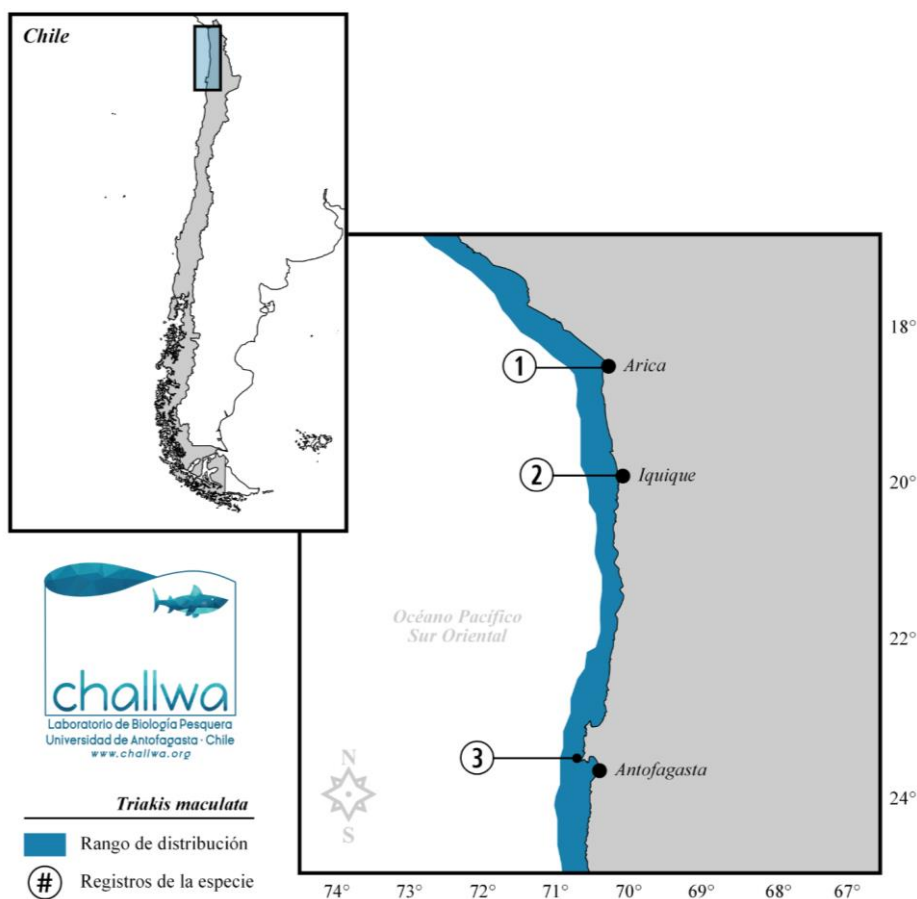 Chile
18°
1
Arica
2
Iquique
20°
Océano Pacífico
Sur Oriental
22°
challwa
Laboratorio de Biología Pesquera
Universidad de Antofagasta · Chile
www.challwa.org
3
Antofagasta
24°
N
S
Triakis maculata
Rango de distribución
# Registros de la especie
74° 73° 72° 71° 70° 69° 68° 67°